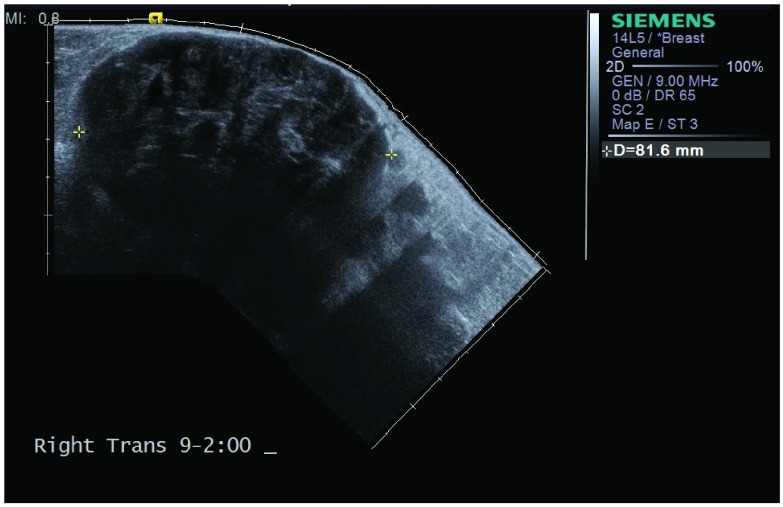 MI: 0.8
SIEMENS
14L5 / *Breast
General
2D 100%
GEN / 9.00 MHz
0 dB / DR 65
SC 2
Map E / ST 3
D=81.6 mm
Right Trans 9-2:00 _